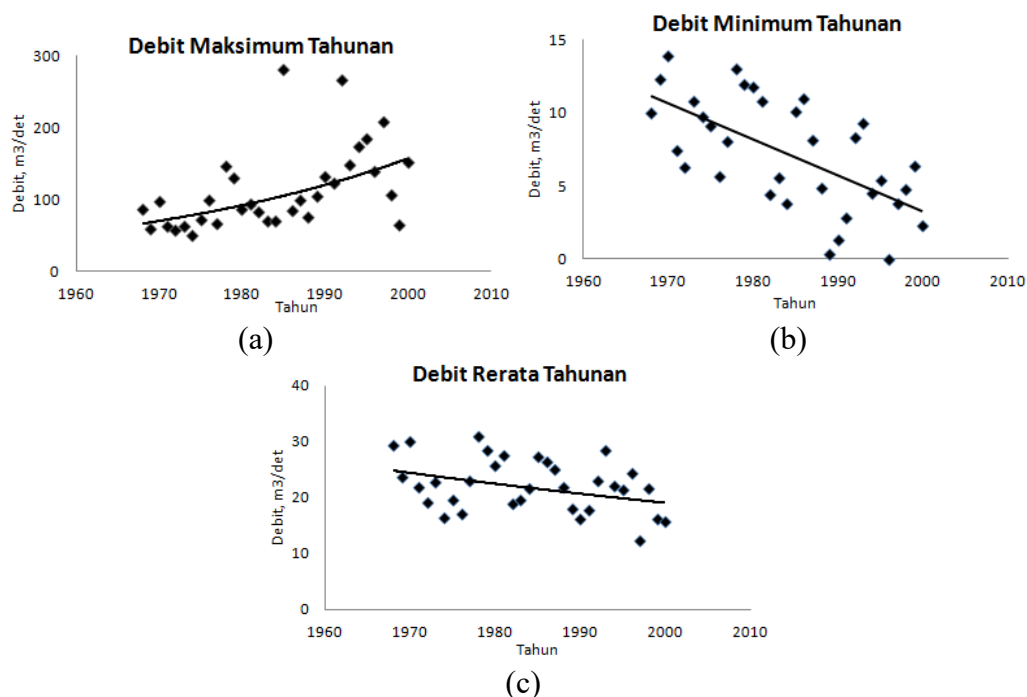 Debit Maksimum Tahunan
300
200
100
0
Debit, m3/det
1960 1970 1980 1990 2000 2010
Tahun
(a)
Debit Minimum Tahunan
15
10
5
0
Debit, m3/det
1960 1970 1980 1990 2000 2010
Tahun
(b)
Debit Rerata Tahunan
40
30
20
10
0
Debit, m3/det
1960 1970 1980 1990 2000 2010
Tahun
(c)